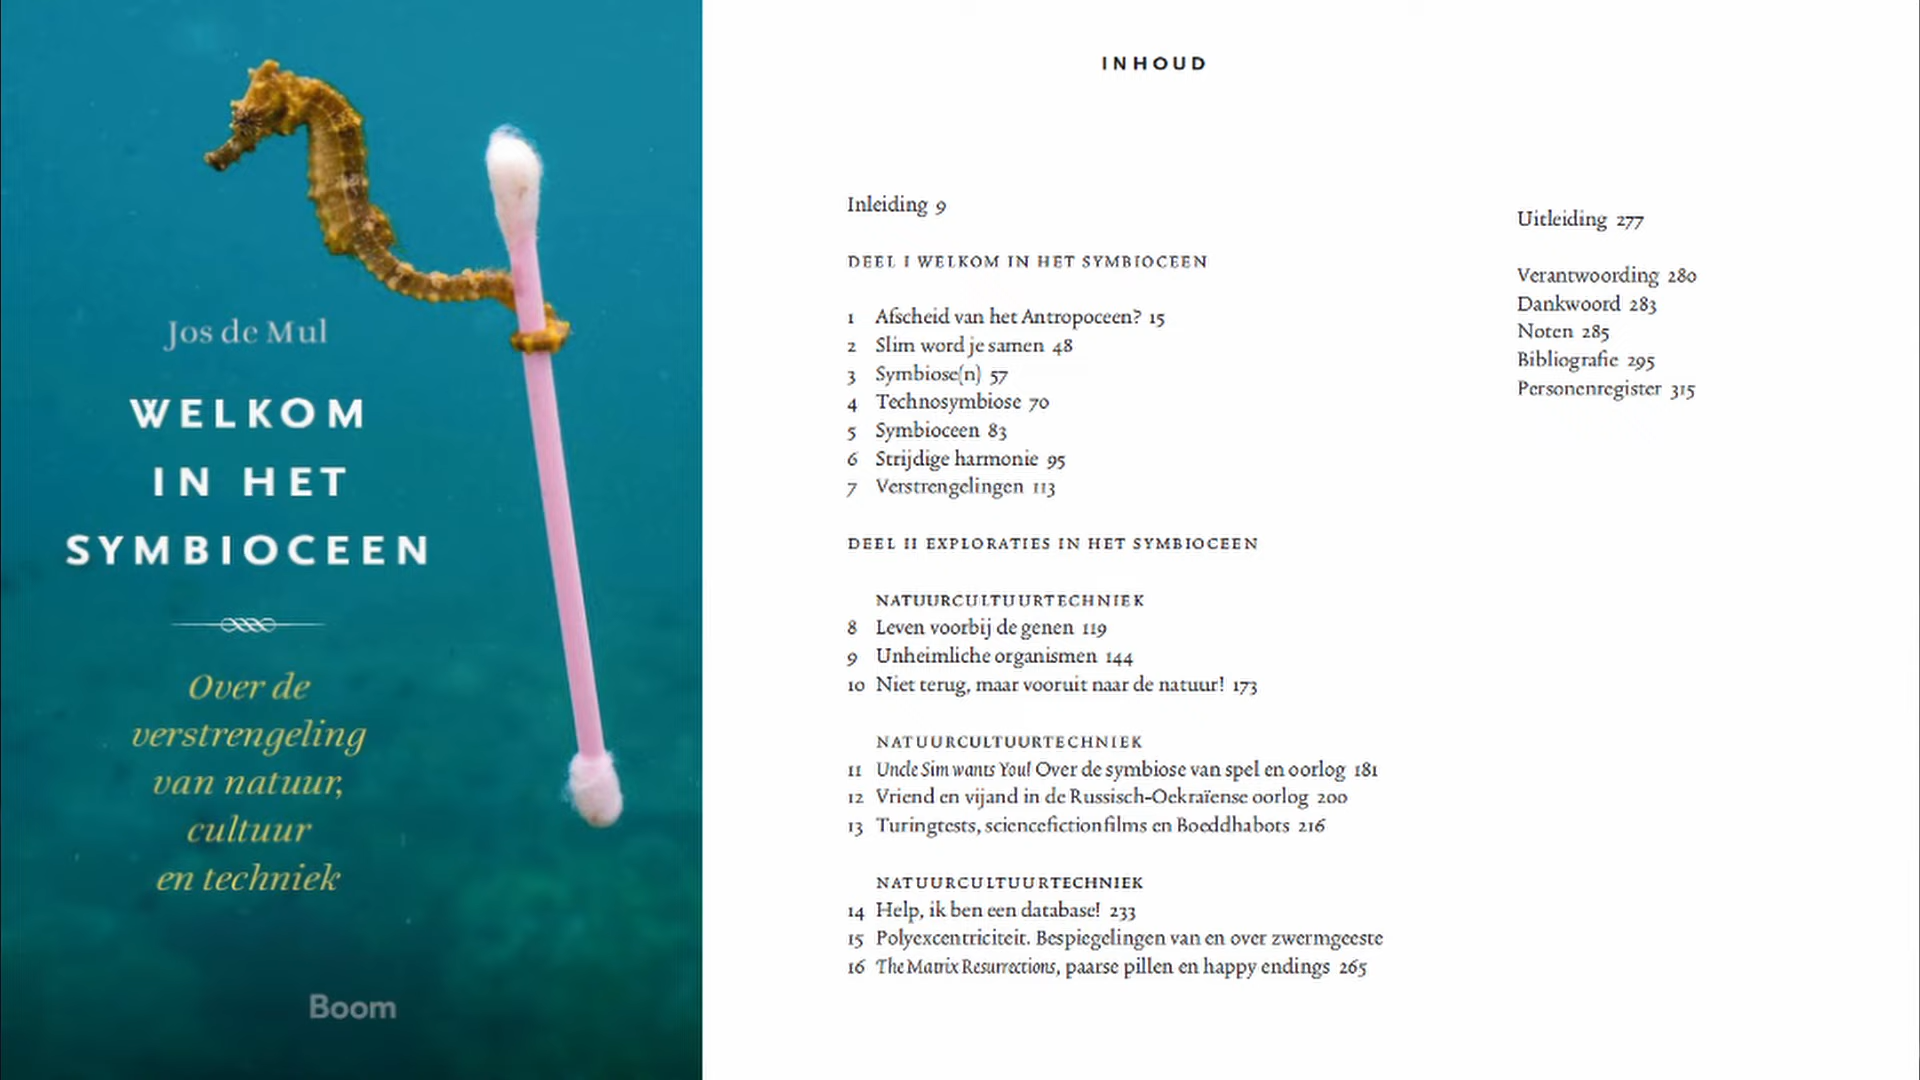 Jos de Mul
WELKOM
IN HET
SYMBIOCEEN
Over de
verstrengeling
van natuur,
cultuur
en techniek
Boom
INHOUD
Inleiding 9
DEEL I WELKOM IN HET SYMBIOCEEN
1 Afscheid van het Antropoceen? 15
2 Slim word je samen 48
3 Symbiose(n) 57
4 Technosymbiose 70
5 Symbioceen 83
6 Strijdige harmonie 95
7 Verstrengelingen 113
DEEL II EXPLORATIES IN HET SYMBIOCEEN
NATUURCULTUURTECHNIEK
8 Leven voorbij de genen 119
9 Unheimliche organismen 144
10 Niet terug, maar vooruit naar de natuur! 173
NATUURCULTUURTECHNIEK
11 Uncle Sim wants You! Over de symbiose van spel en oorlog 181
12 Vriend en vijand in de Russisch-Oekraïense oorlog 200
13 Turingtests, sciencefictionfilms en Boeddhabots 216
NATUURCULTUURTECHNIEK
14 Help, ik ben een database! 233
15 Polyexcentriciteit. Bespiegelingen van en over zwermgeeste
16 The Matrix Resurrections, paarse pillen en happy endings 265
Uitleiding 277
Verantwoording 280
Dankwoord 283
Noten 285
Bibliografie 295
Personenregister 315